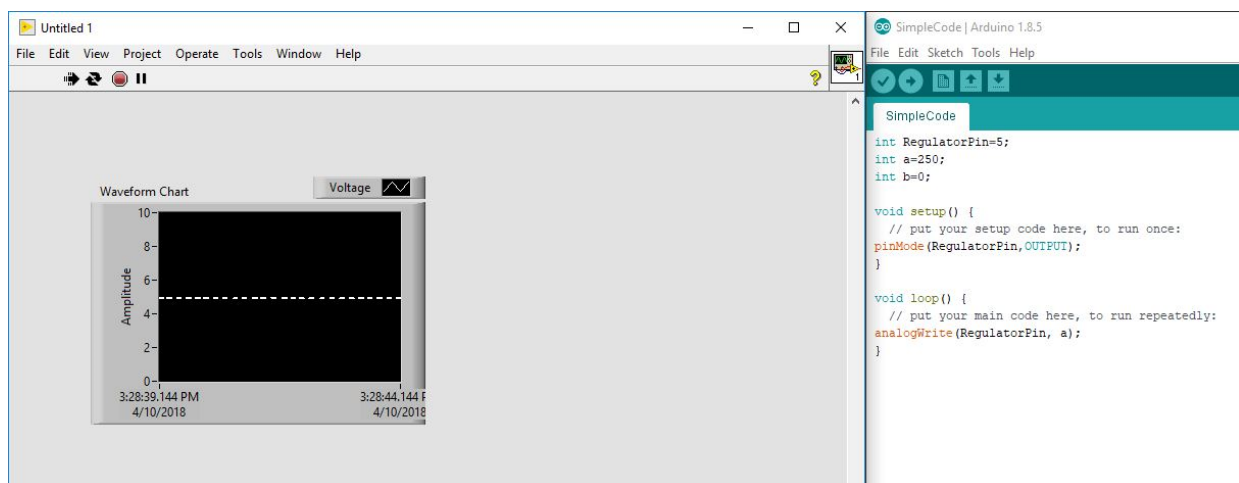 Untitled 1
File Edit View Project Operate Tools Window Help
1
Waveform Chart
Voltage
10
8
6
4
2
0
Amplitude
3:28:39.144 PM
4/10/2018
3:28:44.144 P
4/10/2018
SimpleCode | Arduino 1.8.5
File Edit Sketch Tools Help
SimpleCode
int RegulatorPin=5;
int a=250;
int b=0;
void setup() {
// put your setup code here, to run once:
pinMode(RegulatorPin,OUTPUT);
}
void loop() {
// put your main code here, to run repeatedly:
analogWrite(RegulatorPin, a);
}